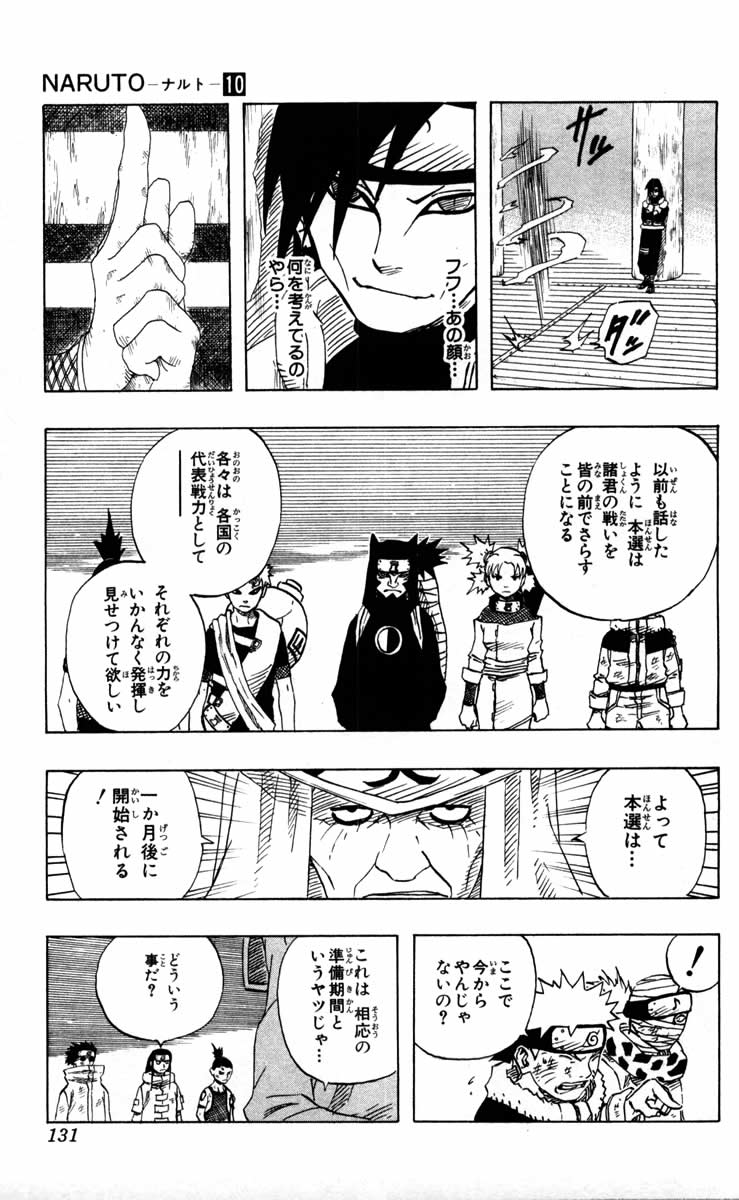 NARUTO―ナルト―10
ザッ
ダッ
フフ…あの顔…
何を考えてるの
やら…
以前も話した
ように 本選は
諸君の戦いを
皆の前でさらす
ことになる
各々は 各国の
代表戦力として
――
それぞれの力を
いかんなく発揮し
見せつけて欲しい
よって
本選は…
一か月後に
開始される
!
!
ここで
今から
やんじゃ
ないの?
これは 相応の
準備期間と
いうヤツじゃ…
どういう
事だ?
131